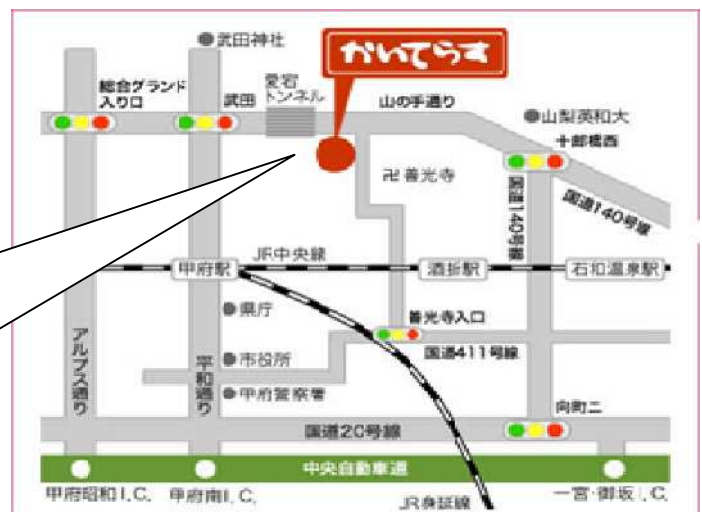 武田神社
かいてらす
総合グランド
入り口
武田
愛宕
トンネル
山の手通り
山梨英和大
十郎橋西
卍善光寺
国道140号線
国道140号線
JR中央線
甲府駅
酒折駅
石和温泉駅
県庁
善光寺入口
アルプス通り
平和通り
市役所
国道411号線
甲府警察署
向町二
国道20号線
中央自動車道
甲府昭和I.C.
甲府南I.C.
JR身延線
一宮・御坂I.C.